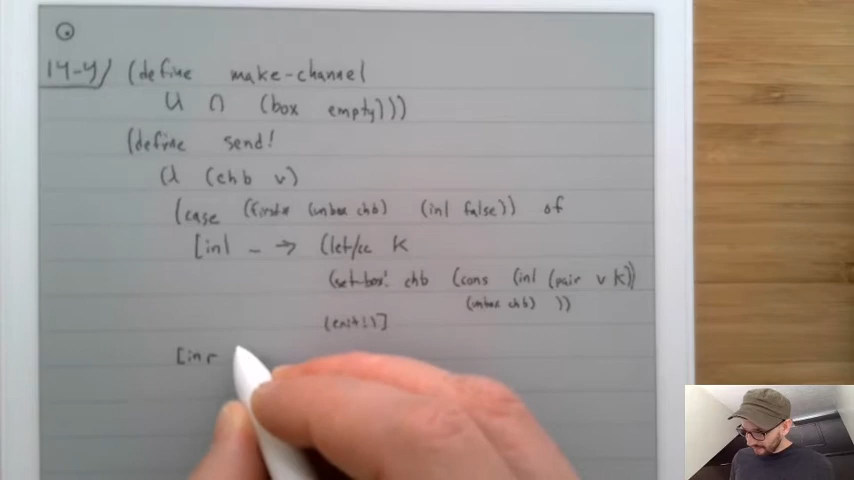 14-4/ (define make-channel
(λ () (box empty)))
(define send!
(λ (chb v)
(case (first* (unbox chb) (inl false)) of
[inl _ → (let/cc k
(set-box! chb (cons (inl (pair v k))
(unbox chb) ))
(exit!)]
[inr